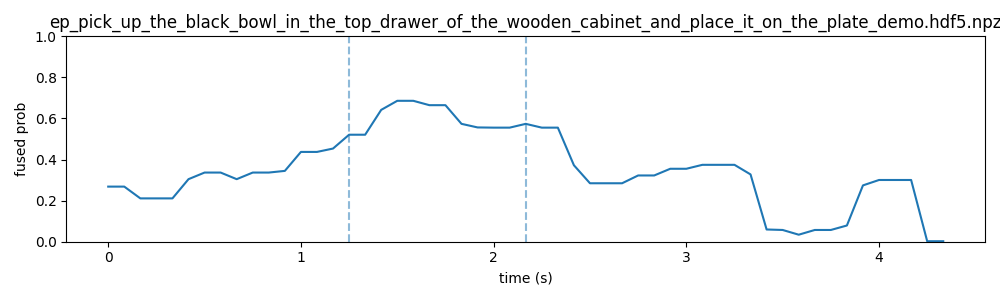 ep_pick_up_the_black_bowl_in_the_top_drawer_of_the_wooden_cabinet_and_place_it_on_the_plate_demo.hdf5.npz
1.0
0.8
0.6
0.4
0.2
0.0
fused prob
0 1 2 3 4
time (s)